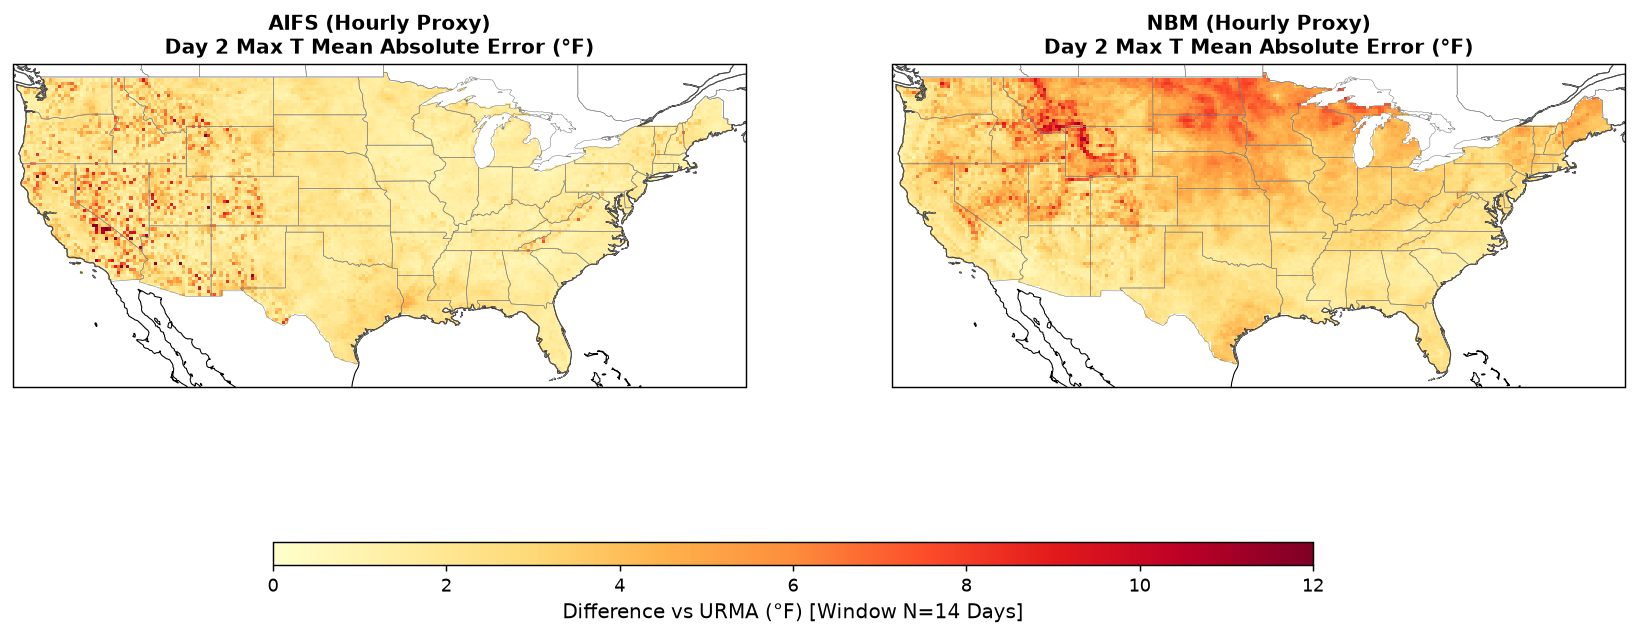 AIFS (Hourly Proxy)
Day 2 Max T Mean Absolute Error (°F)
NBM (Hourly Proxy)
Day 2 Max T Mean Absolute Error (°F)
0 2 4 6 8 10 12
Difference vs URMA (°F) [Window N=14 Days]